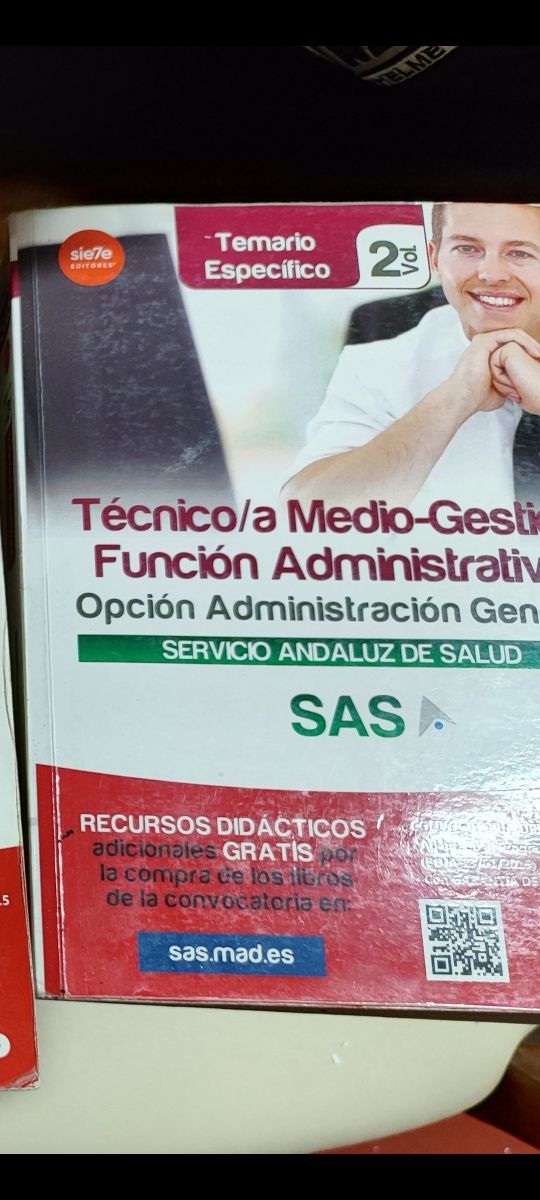 HELME
sie7e
EDITORES
Temario
Específico
2 Vol.
Técnico/a Medio-Gesti
Función Administrativ
Opción Administración Gen
SERVICIO ANDALUZ DE SALUD
SAS
RECURSOS DIDÁCTICOS
adicionales GRATIS por
la compra de los libros
de la convocatoria en:
sas.mad.es